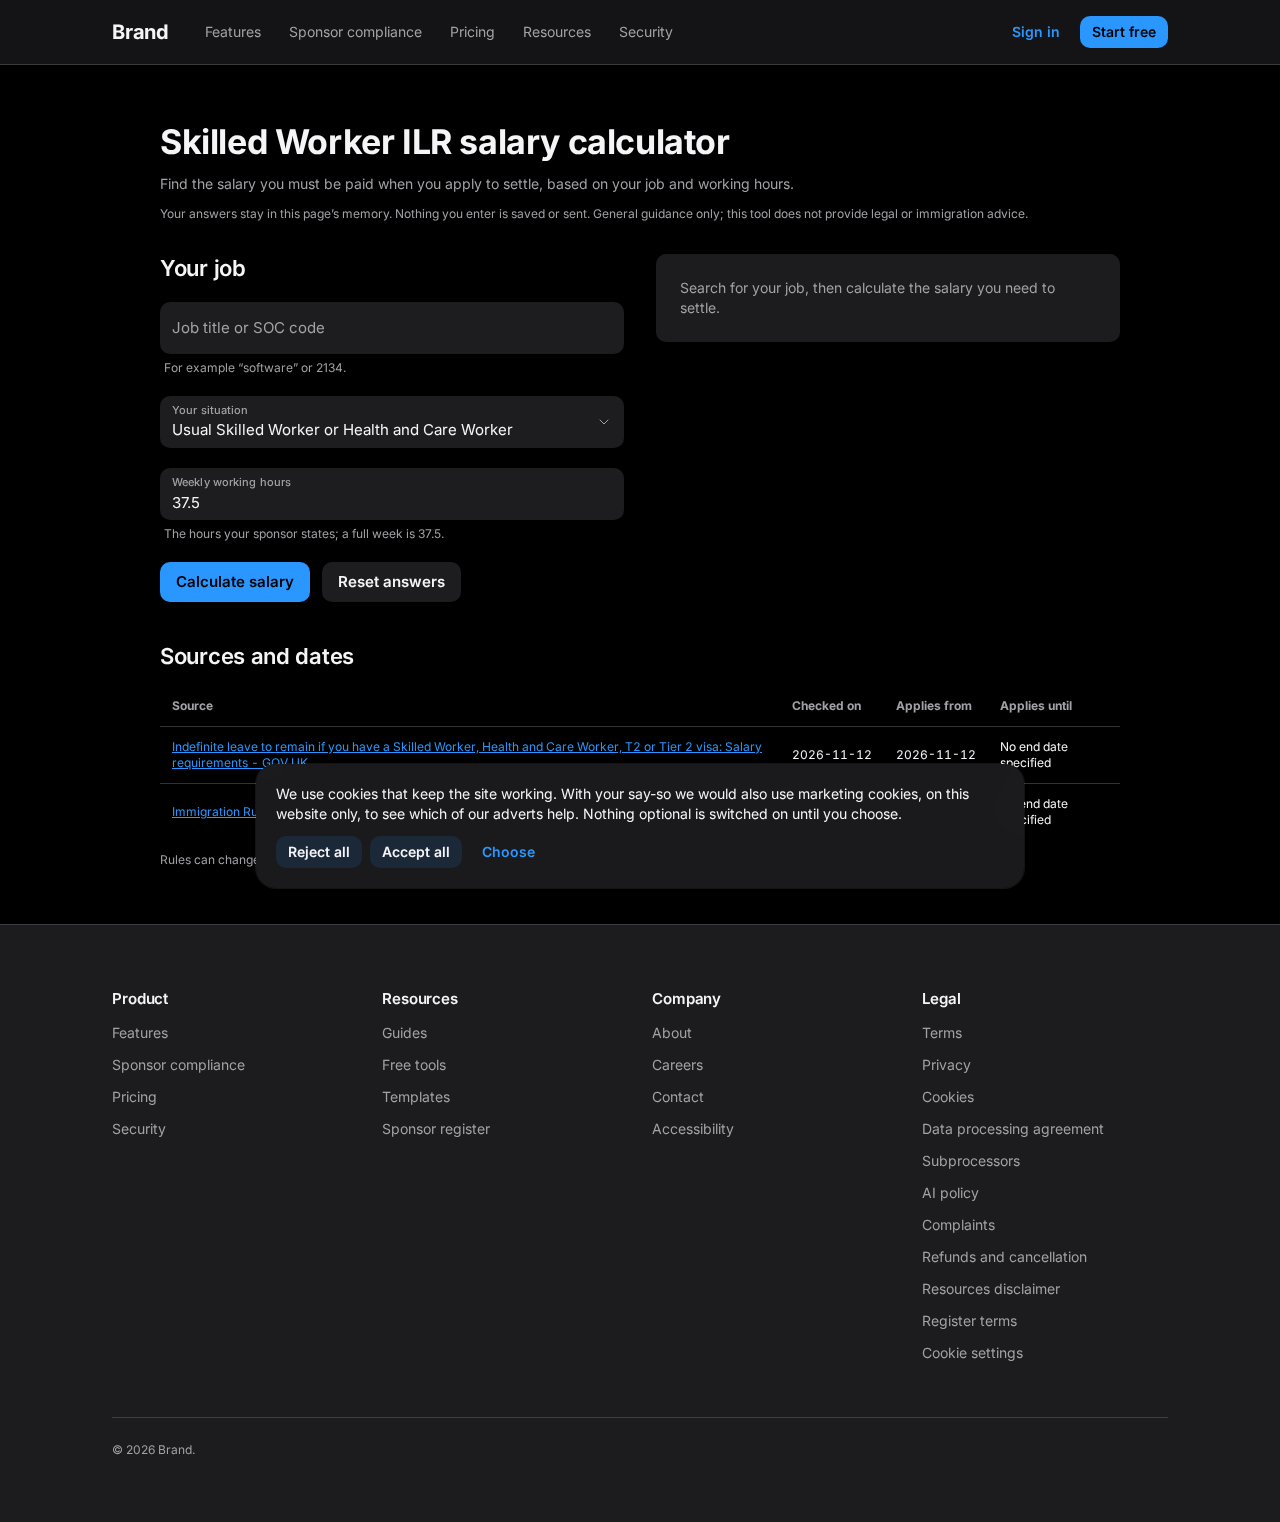 Brand
Features
Sponsor compliance
Pricing
Resources
Security
Sign in
Start free
Skilled Worker ILR salary calculator
Find the salary you must be paid when you apply to settle, based on your job and working hours.
Your answers stay in this page’s memory. Nothing you enter is saved or sent. General guidance only; this tool does not provide legal or immigration advice.
Your job
Job title or SOC code
For example “software” or 2134.
Your situation
Usual Skilled Worker or Health and Care Worker
Weekly working hours
37.5
The hours your sponsor states; a full week is 37.5.
Calculate salary
Reset answers
Search for your job, then calculate the salary you need to
settle.
Sources and dates
Source
Checked on
Applies from
Applies until
Indefinite leave to remain if you have a Skilled Worker, Health and Care Worker, T2 or Tier 2 visa: Salary
requirements - GOV.UK
2026-11-12
2026-11-12
No end date
specified
Immigration
end date
Rules can change
We use cookies that keep the site working. With your say-so we would also use marketing cookies, on this
website only, to see which of our adverts help. Nothing optional is switched on until you choose.
Reject all
Accept all
Choose
Product
Features
Sponsor compliance
Pricing
Security
Resources
Guides
Free tools
Templates
Sponsor register
Company
About
Careers
Contact
Accessibility
Legal
Terms
Privacy
Cookies
Data processing agreement
Subprocessors
AI policy
Complaints
Refunds and cancellation
Resources disclaimer
Register terms
Cookie settings
© 2026 Brand.